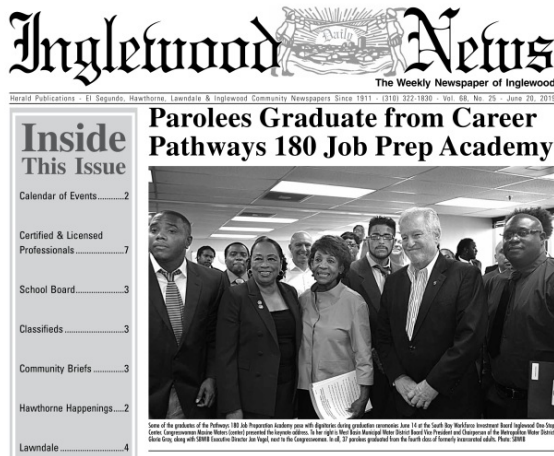 Inglewood Daily News
The Weekly Newspaper of Inglewood
Herald Publications - El Segundo, Hawthorne, Lawndale & Inglewood Community Newspapers Since 1911 - (310) 322-1830 - Vol. 68, No. 25 - June 20, 2019
Inside
This Issue
Calendar of Events............2
Certified & Licensed
Professionals ..................7
School Board....................3
Classifieds .......................3
Community Briefs ............3
Hawthorne Happenings....2
Lawndale .........................4
Parolees Graduate from Career
Pathways 180 Job Prep Academy
Some of the graduates of the Pathways 180 Job Preparation Academy pose with dignitaries during graduation ceremonies June 14 at the South Bay Workforce Investment Board Inglewood One-Stop
Center. Congresswoman Maxine Waters (center) presented the keynote address. To her right is West Basin Municipal Water District Board Vice President and Chairperson of the Metropolitan Water District
Gloria Gray, along with SBWIB Executive Director Jan Vogel, next to the Congresswoman. In all, 37 parolees graduated from the fourth class of formerly incarcerated adults. Photo: SBWIB